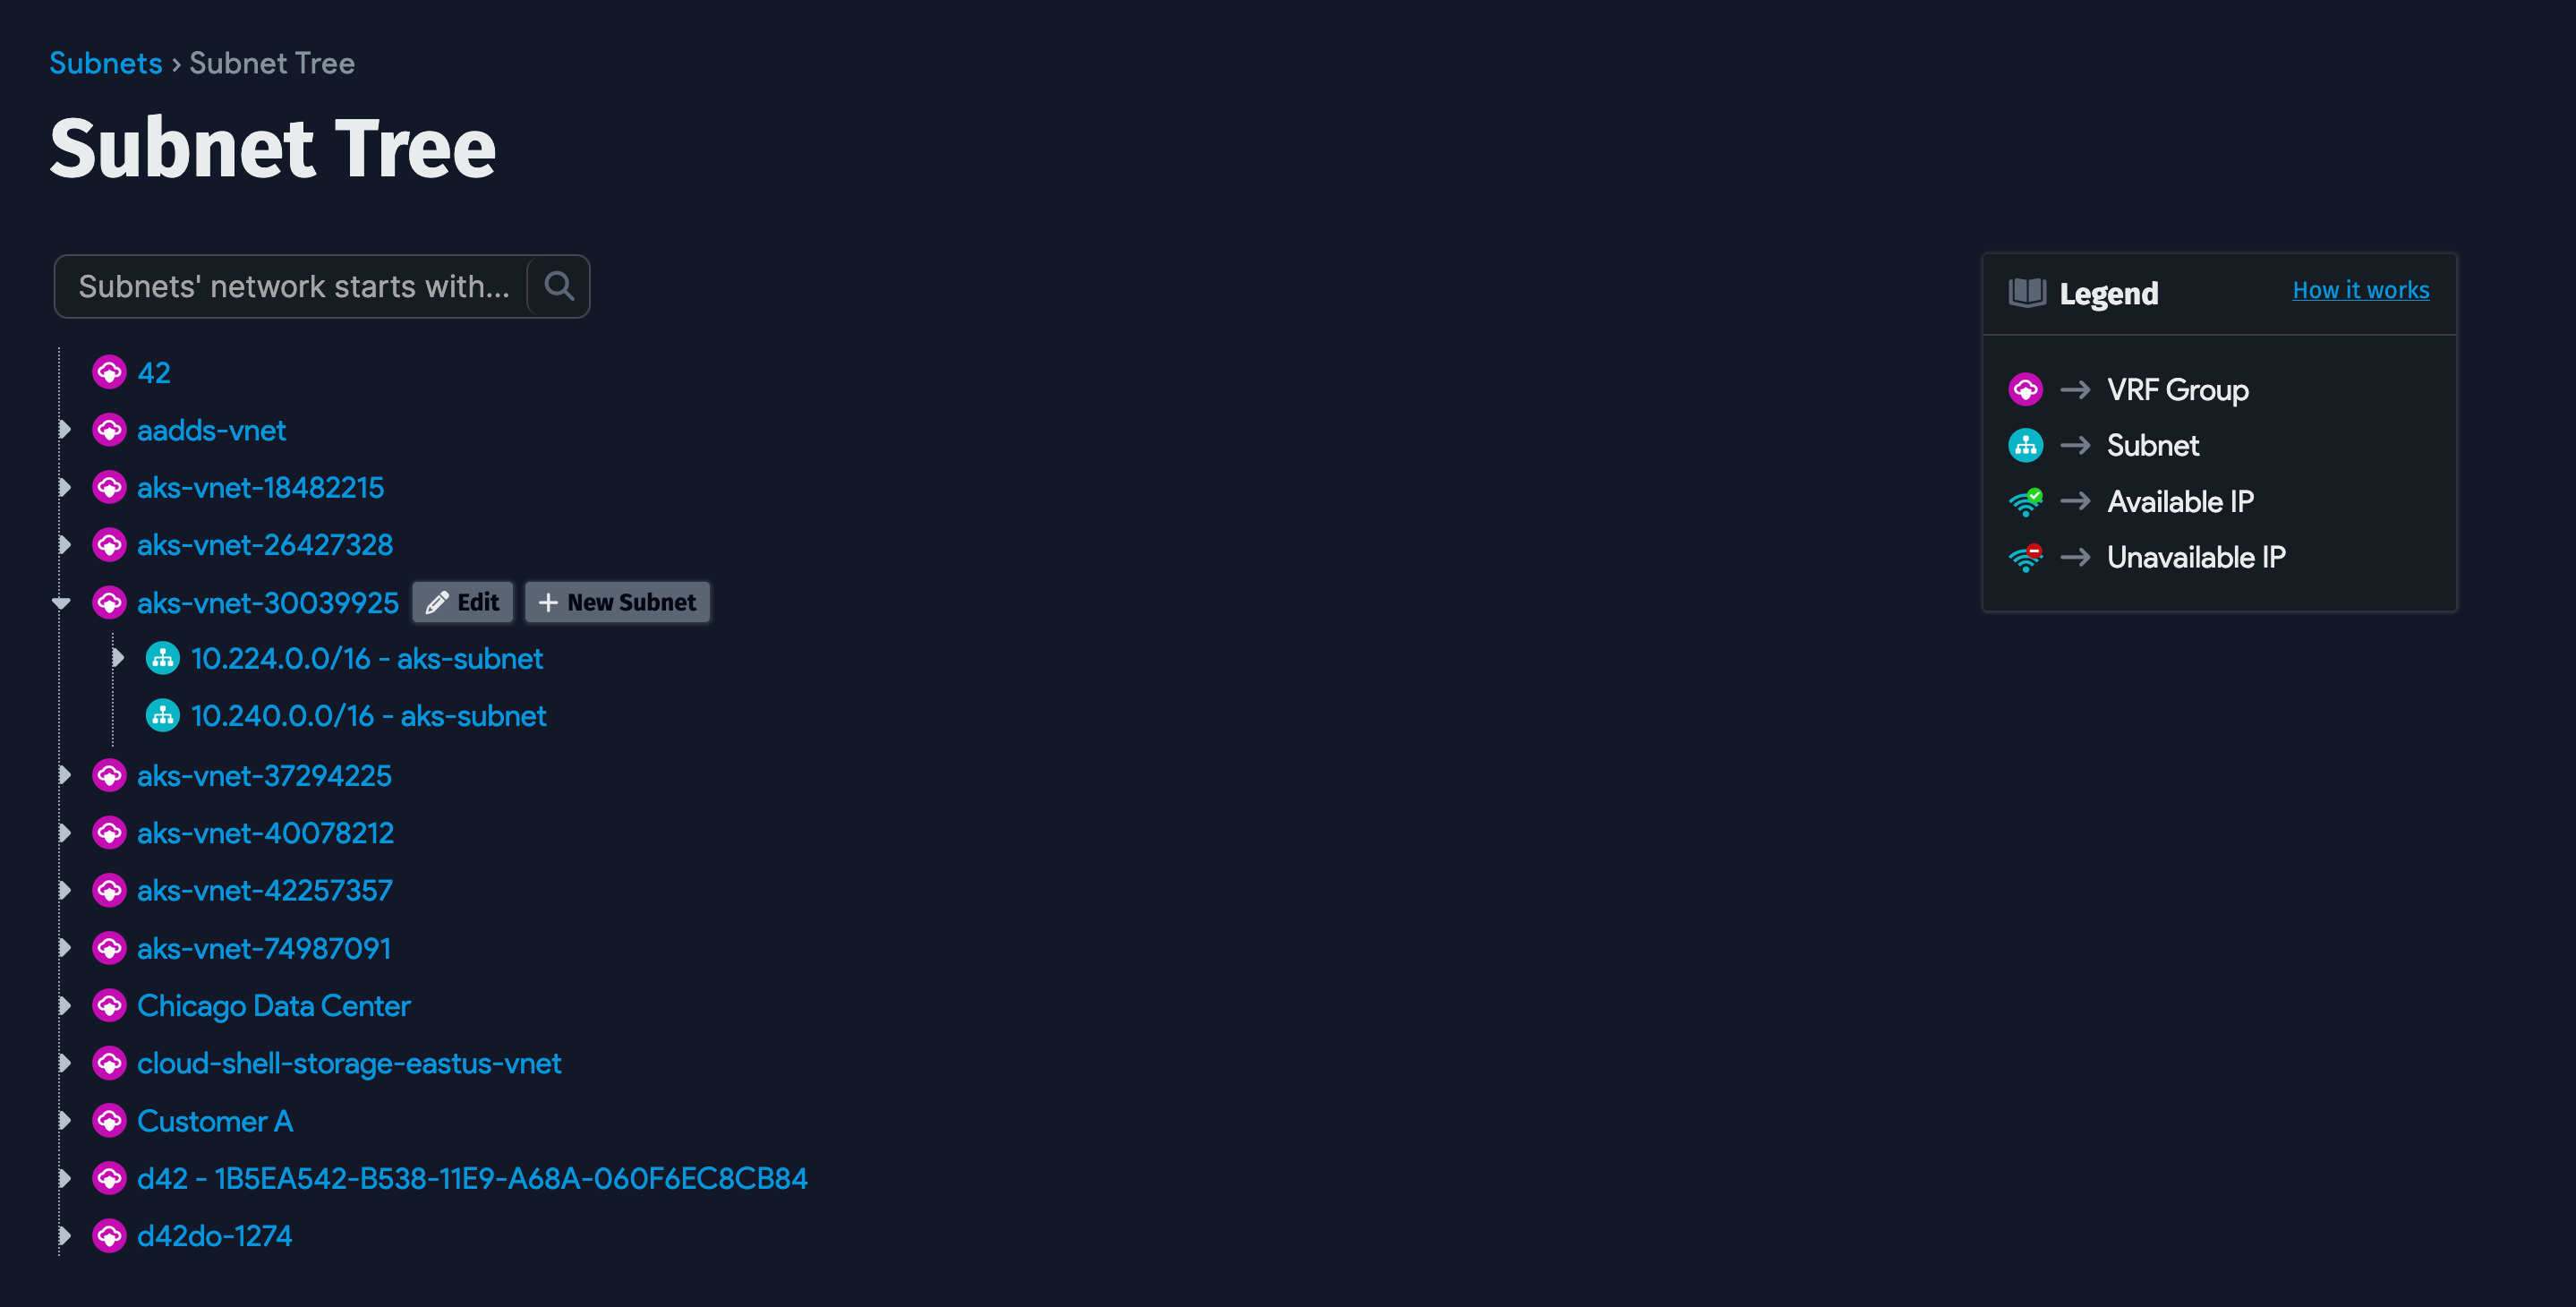 Subnets › Subnet Tree
Subnet Tree
Subnets' network starts with...
42
aadds-vnet
aks-vnet-18482215
aks-vnet-26427328
aks-vnet-30039925 Edit + New Subnet
10.224.0.0/16 - aks-subnet
10.240.0.0/16 - aks-subnet
aks-vnet-37294225
aks-vnet-40078212
aks-vnet-42257357
aks-vnet-74987091
Chicago Data Center
cloud-shell-storage-eastus-vnet
Customer A
d42 - 1B5EA542-B538-11E9-A68A-060F6EC8CB84
d42do-1274
Legend How it works
→ VRF Group
→ Subnet
→ Available IP
→ Unavailable IP